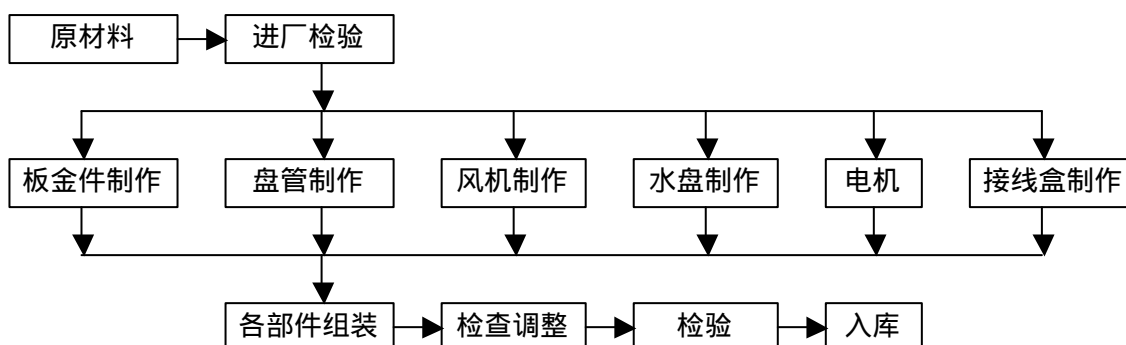 原材料
进厂检验
板金件制作
盘管制作
风机制作
水盘制作
电机
接线盒制作
各部件组装
检查调整
检验
入库